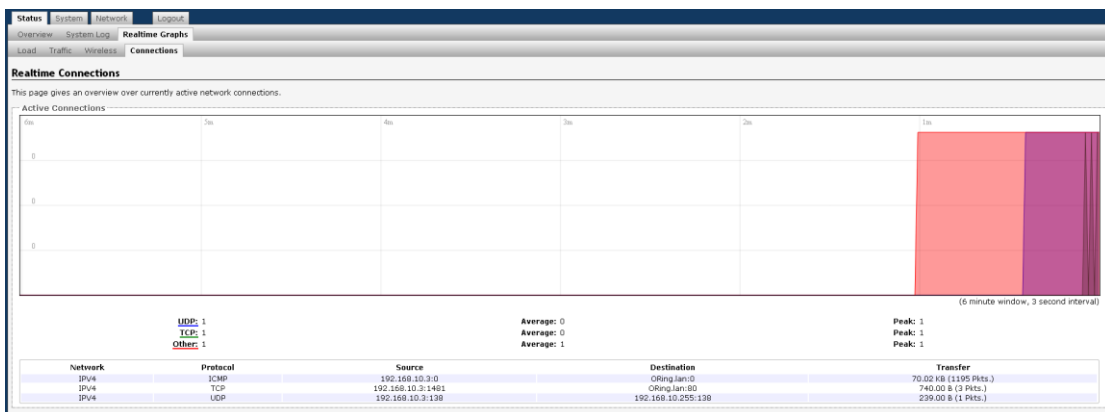 Status System Network Logout
Overview System Log Realtime Graphs
Load Traffic Wireless Connections
Realtime Connections
This page gives an overview over currently active network connections.
Active Connections
6m 5m 4m 3m 2m 1m
0
0
0
(6 minute window, 3 second interval)
UDP: 1 Average: 0 Peak: 1
TCP: 1 Average: 0 Peak: 1
Other: 1 Average: 1 Peak: 1
Network Protocol Source Destination Transfer
IPV4 ICMP 192.168.10.3:0 ORing.lan:0 70.02 KB (1195 Pkts.)
IPV4 TCP 192.168.10.3:1481 ORing.lan:80 740.00 B (3 Pkts.)
IPV4 UDP 192.168.10.3:138 192.168.10.255:138 239.00 B (1 Pkts.)